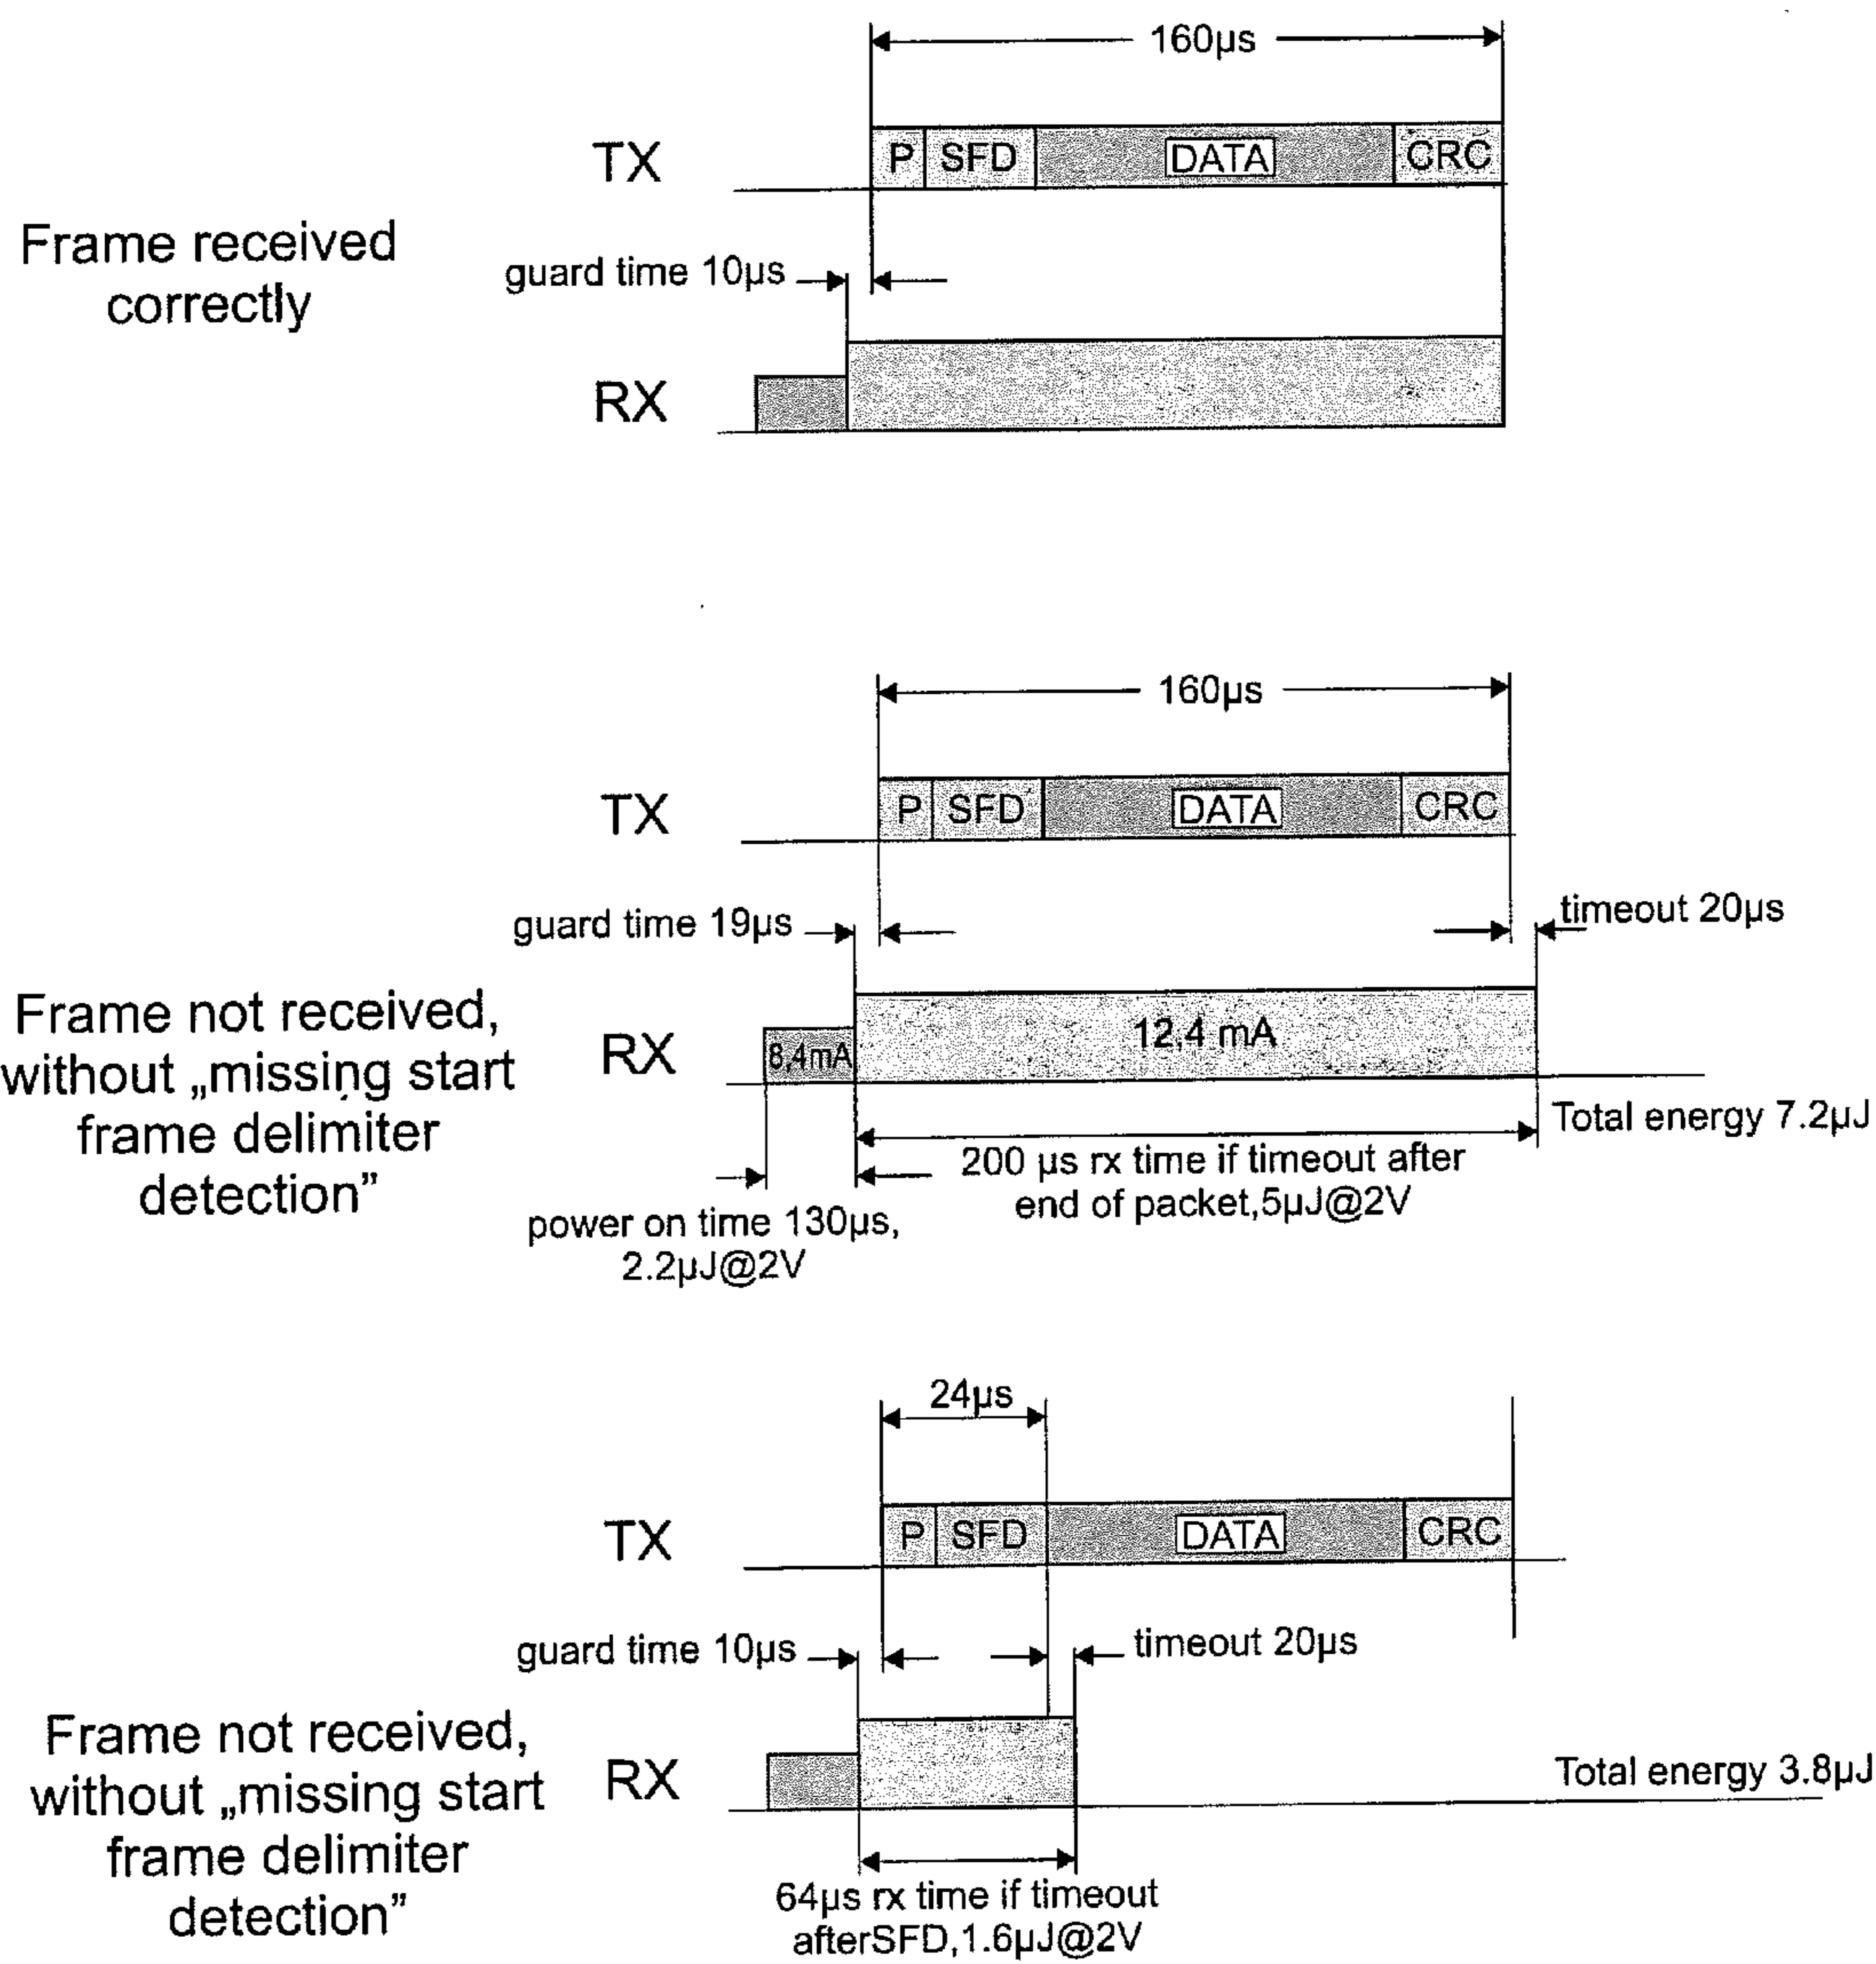 160µs
TX
P SFD DATA CRC
Frame received
correctly
guard time 10µs
RX
160µs
TX
P SFD DATA CRC
guard time 19µs
timeout 20µs
Frame not received,
without „missing start
frame delimiter
detection”
RX
8,4mA
12,4 mA
Total energy 7.2µJ
200 µs rx time if timeout after
end of packet,5µJ@2V
power on time 130µs,
2.2µJ@2V
24µs
TX
P SFD DATA CRC
guard time 10µs
timeout 20µs
Frame not received,
without „missing start
frame delimiter
detection”
RX
Total energy 3.8µJ
64µs rx time if timeout
afterSFD,1.6µJ@2V